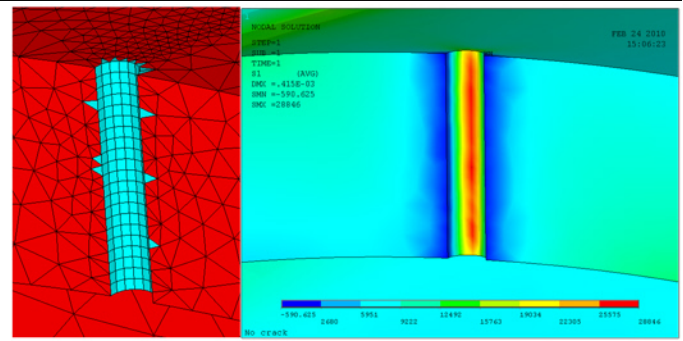 1
NODAL SOLUTION
STEP=1
SUB =1
TIME=1
S1 (AVG)
DMX =.415E-03
SMN =-590.625
SMX =28846
FEB 24 2010
15:06:23
-590.625 2680 5951 9222 12492 15763 19034 22305 25575 28846
No crack